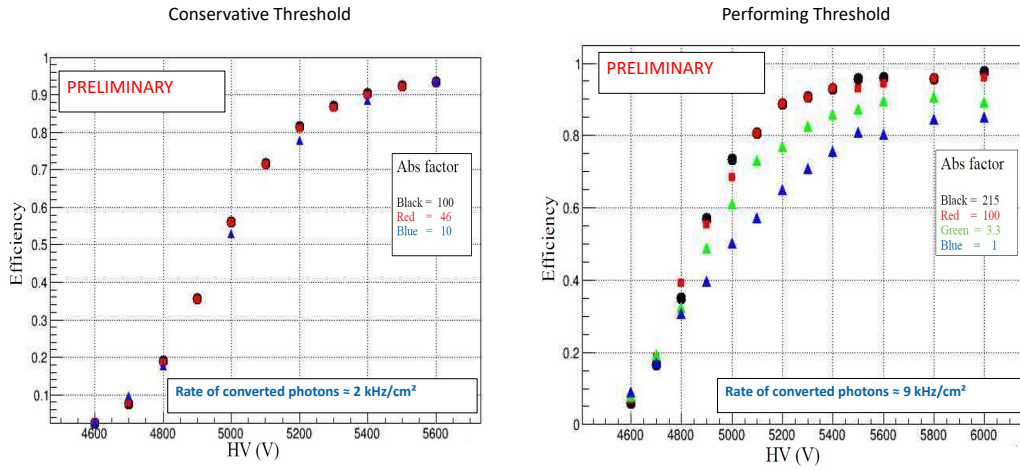 Conservative Threshold
Performing Threshold
PRELIMINARY
Abs factor
Black = 100
Red = 46
Blue = 10
Rate of converted photons ≈ 2 kHz/cm²
Efficiency
1
0.9
0.8
0.7
0.6
0.5
0.4
0.3
0.2
0.1
4600 4800 5000 5200 5400 5600
HV (V)
PRELIMINARY
Abs factor
Black = 215
Red = 100
Green = 3.3
Blue = 1
Rate of converted photons ≈ 9 kHz/cm²
Efficiency
1
0.8
0.6
0.4
0.2
0
4600 4800 5000 5200 5400 5600 5800 6000
HV (V)